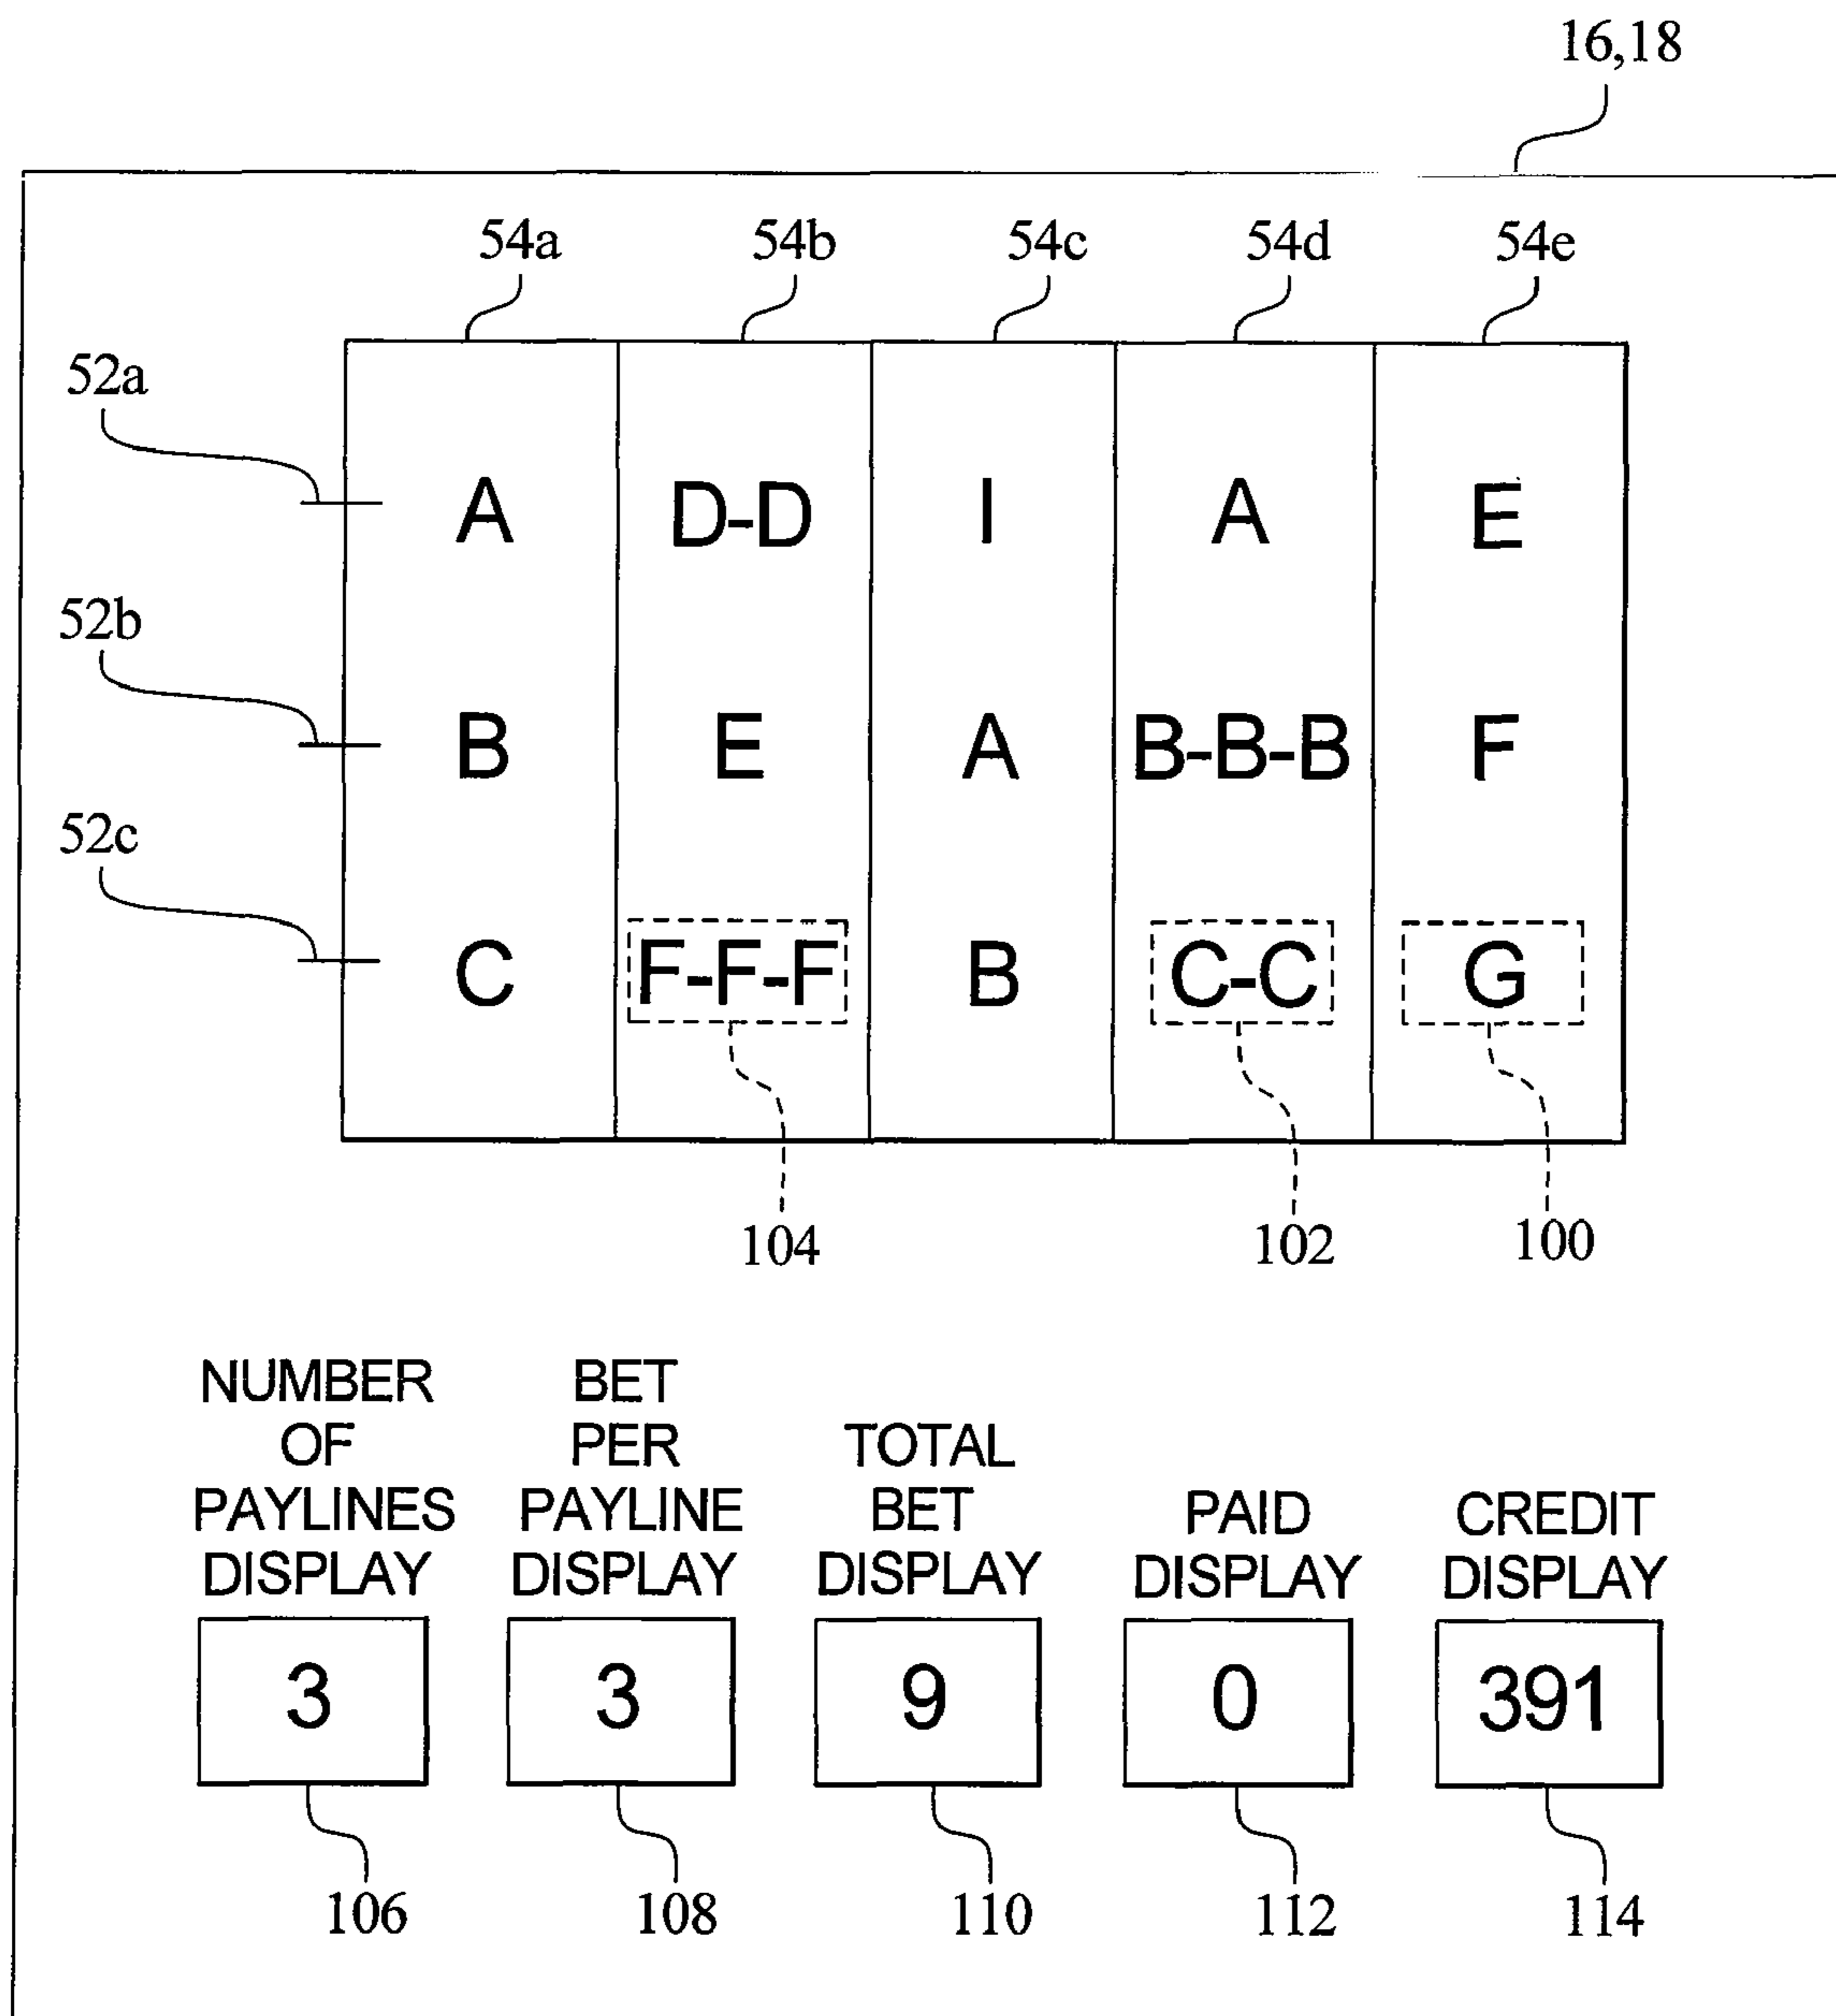 16,18
54a 54b 54c 54d 54e
52a
A D-D I A E
52b
B E A B-B-B F
52c
C F-F-F B C-C G
104 102 100
NUMBER
OF
PAYLINES
DISPLAY
3
106
BET
PER
PAYLINE
DISPLAY
3
108
TOTAL
BET
DISPLAY
9
110
PAID
DISPLAY
0
112
CREDIT
DISPLAY
391
114